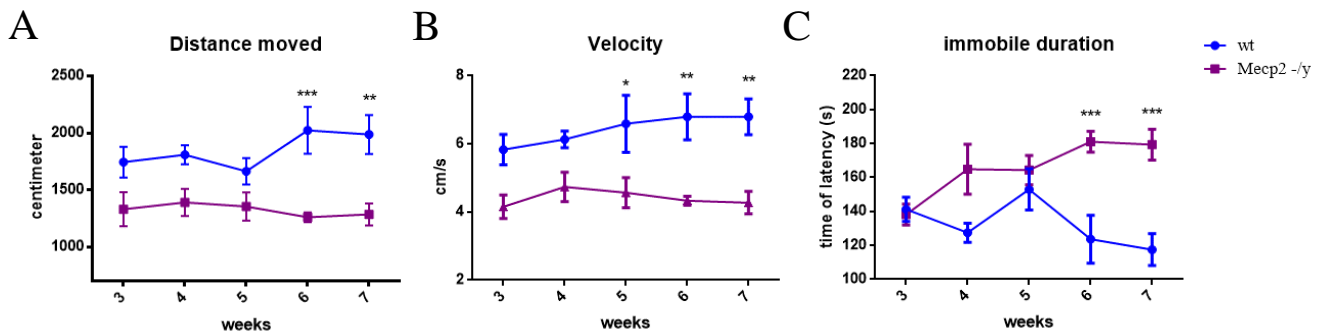 A
Distance moved
2500
2000
1500
1000
centimeter
***
**
3
4
5
6
7
weeks
B
Velocity
8
6
4
2
cm/s
*
**
**
3
4
5
6
7
weeks
C
immobile duration
220
200
180
160
140
120
100
time of latency (s)
***
***
3
4
5
6
7
weeks
wt
Mecp2 -/y